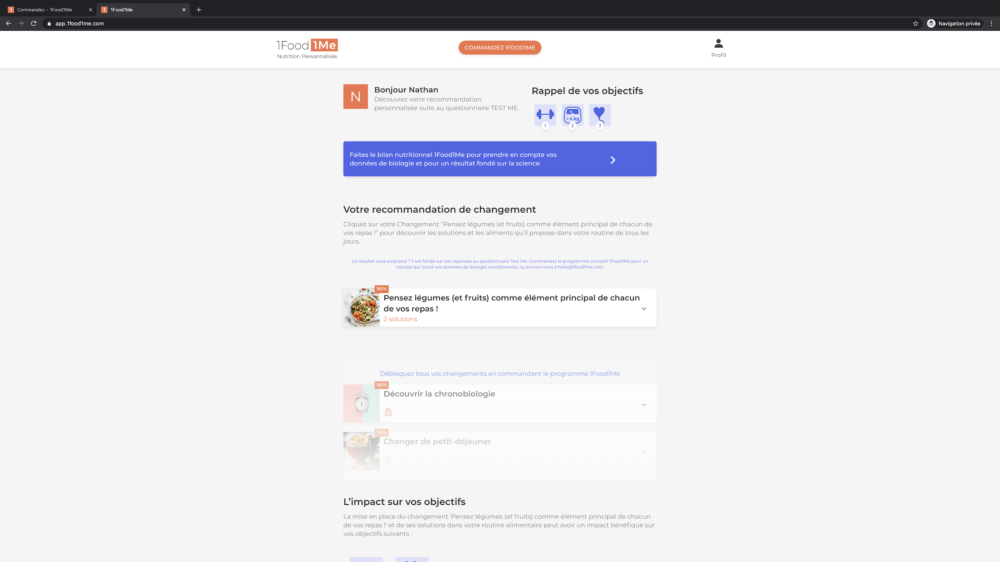 Commandez - 1Food1Me
1Food1Me
app.1food1me.com
Navigation privée
1Food 1Me
Nutrition Personnalisée
COMMANDEZ 1FOOD1ME
Profil
N
Bonjour Nathan
Découvrez votre recommandation
personnalisée suite au questionnaire TEST ME.
Rappel de vos objectifs
> 4 kg
1
2
3
Faites le bilan nutritionnel 1Food1Me pour prendre en compte vos
données de biologie et pour un résultat fondé sur la science.
Votre recommandation de changement
Cliquez sur votre Changement “Pensez légumes (et fruits) comme élément principal de chacun de
vos repas !” pour découvrir les solutions et les aliments qu’il propose dans votre routine de tous les
jours.
Ce résultat vous surprend ? Il est fondé sur vos réponses au questionnaire Test Me. Commandez le programme complet 1Food1Me pour un
résultat qui inclut vos données de biologie nutritionnelle, ou écrivez-nous à hello@1food1me.com.
90%
Pensez légumes (et fruits) comme élément principal de chacun
de vos repas !
2 solutions
Débloquez tous vos changements en commandant le programme 1Food1Me
66%
Découvrir la chronobiologie
56%
Changer de petit-déjeuner
L’impact sur vos objectifs
La mise en place du changement 'Pensez légumes (et fruits) comme élément principal de chacun
de vos repas !' et de ses solutions dans votre routine alimentaire peut avoir un impact bénéfique sur
vos objectifs suivants :